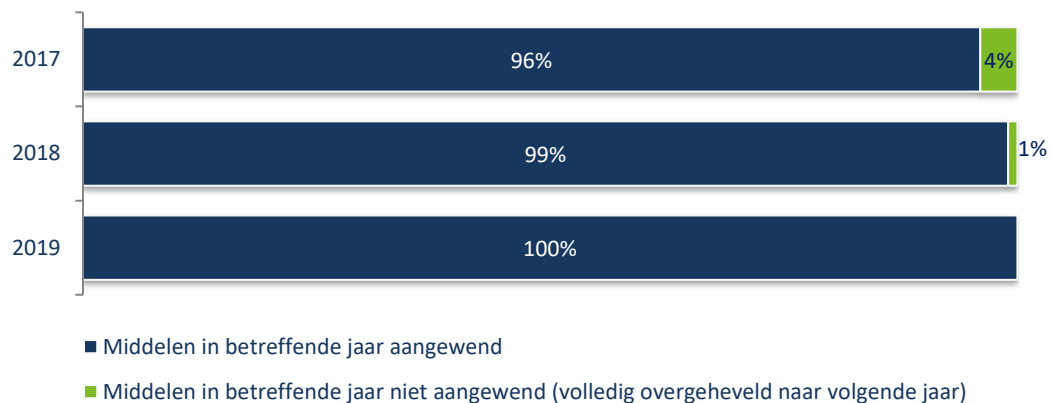 2017 96% 4%
2018 99% 1%
2019 100%
Middelen in betreffende jaar aangewend
Middelen in betreffende jaar niet aangewend (volledig overgeheveld naar volgende jaar)